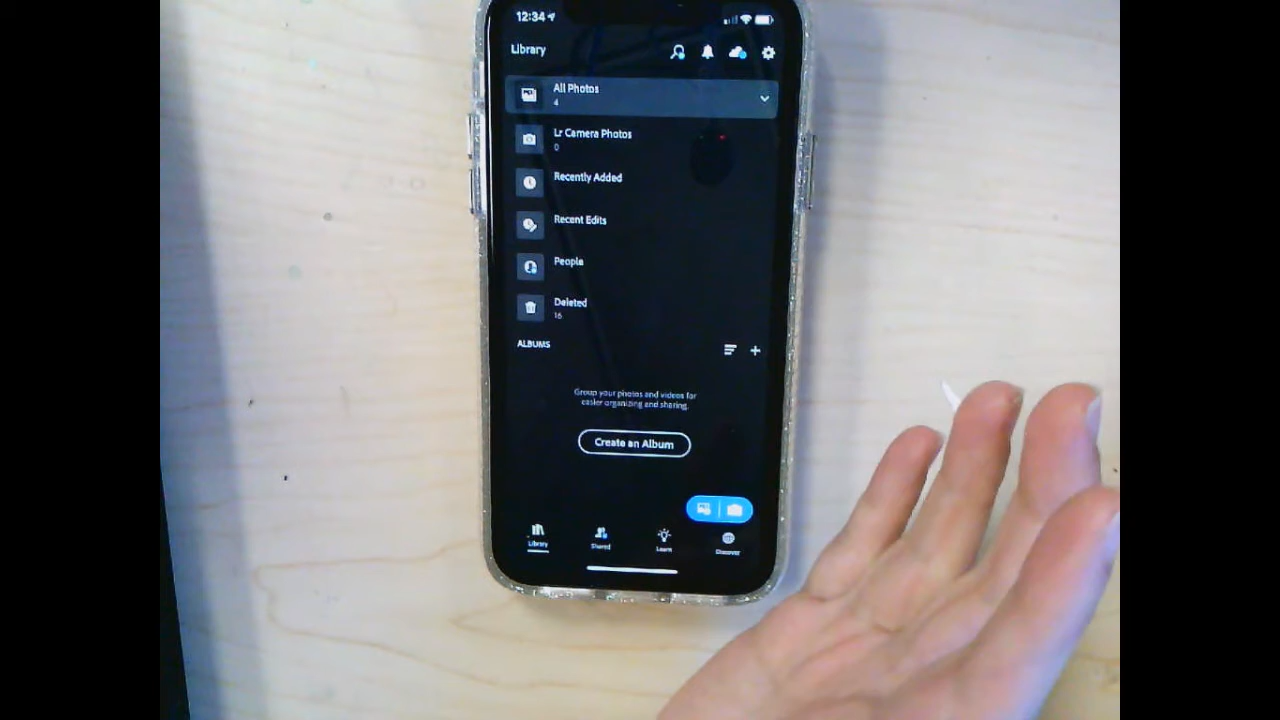 12:34
Library
All Photos
4
Lr Camera Photos
0
Recently Added
Recent Edits
People
Deleted
16
ALBUMS
Group your photos and videos for
easier organizing and sharing.
Create an Album
Library Shared Learn Discover